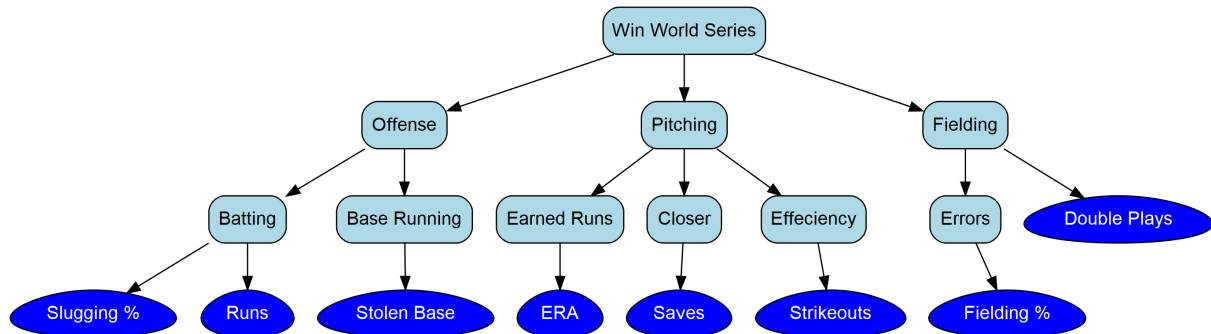 Win World Series
Offense
Pitching
Fielding
Batting
Base Running
Earned Runs
Closer
Effeciency
Errors
Double Plays
Slugging %
Runs
Stolen Base
ERA
Saves
Strikeouts
Fielding %